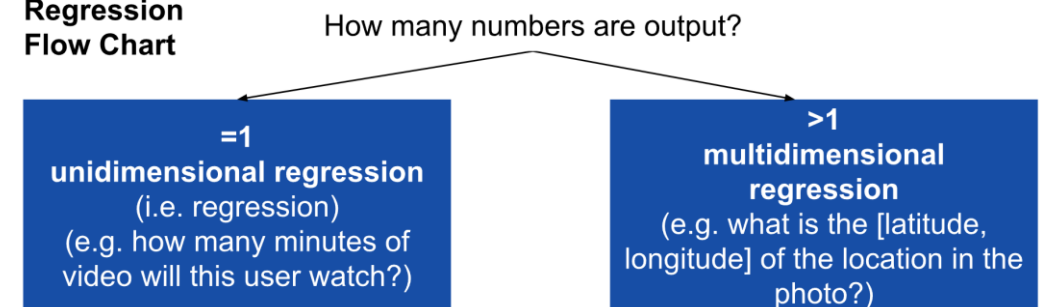 Regression
Flow Chart
How many numbers are output?
=1
unidimensional regression
(i.e. regression)
(e.g. how many minutes of
video will this user watch?)
>1
multidimensional
regression
(e.g. what is the [latitude,
longitude] of the location in the
photo?)